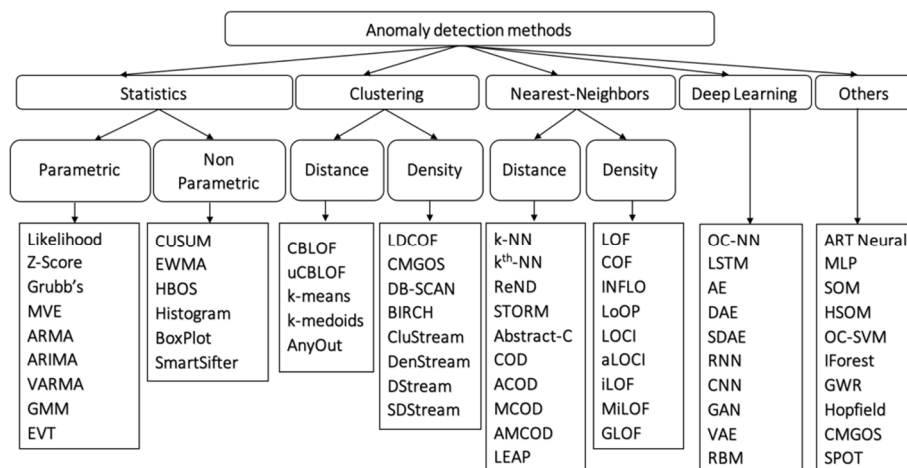 Anomaly detection methods
Statistics
Clustering
Nearest-Neighbors
Deep Learning
Others
Parametric
Non
Parametric
Distance
Density
Distance
Density
Likelihood
Z-Score
Grubb's
MVE
ARMA
ARIMA
VARMA
GMM
EVT
CUSUM
EWMA
HBOS
Histogram
BoxPlot
SmartSifter
CBLOF
uCBLOF
k-means
k-medoids
AnyOut
LDCOF
CMGOS
DB-SCAN
BIRCH
CluStream
DenStream
DStream
SDStream
k-NN
kth-NN
ReND
STORM
Abstract-C
COD
ACOD
MCOD
AMCOD
LEAP
LOF
COF
INFLO
LoOP
LOCI
aLOCI
iLOF
MiLOF
GLOF
OC-NN
LSTM
AE
DAE
SDAE
RNN
CNN
GAN
VAE
RBM
ART Neural
MLP
SOM
HSOM
OC-SVM
IForest
GWR
Hopfield
CMGOS
SPOT